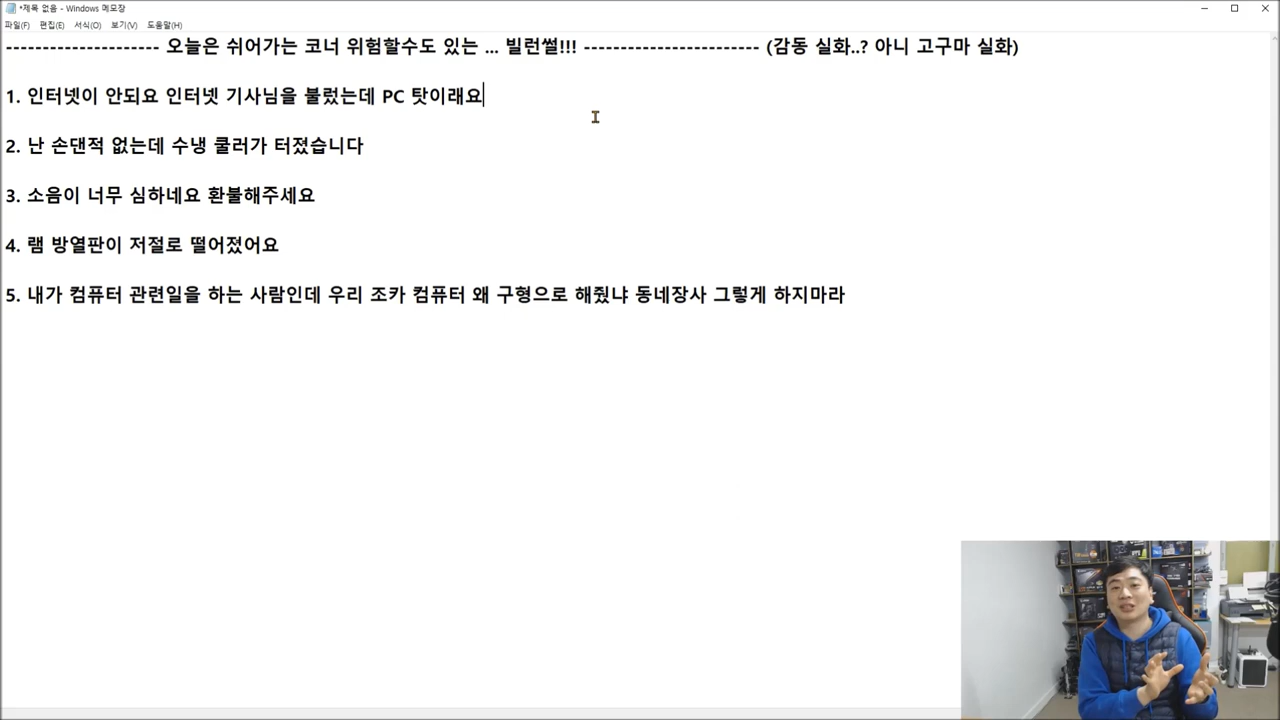 *제목 없음 - Windows 메모장
파일(F) 편집(E) 서식(O) 보기(V) 도움말(H)
--------------------- 오늘은 쉬어가는 코너 위험할수도 있는 ... 빌런썰!!! ------------------------ (감동 실화..? 아니 고구마 실화)
1. 인터넷이 안되요 인터넷 기사님을 불렀는데 PC 탓이래요
2. 난 손댄적 없는데 수냉 쿨러가 터졌습니다
3. 소음이 너무 심하네요 환불해주세요
4. 램 방열판이 저절로 떨어졌어요
5. 내가 컴퓨터 관련일을 하는 사람인데 우리 조카 컴퓨터 왜 구형으로 해줬냐 동네장사 그렇게 하지마라